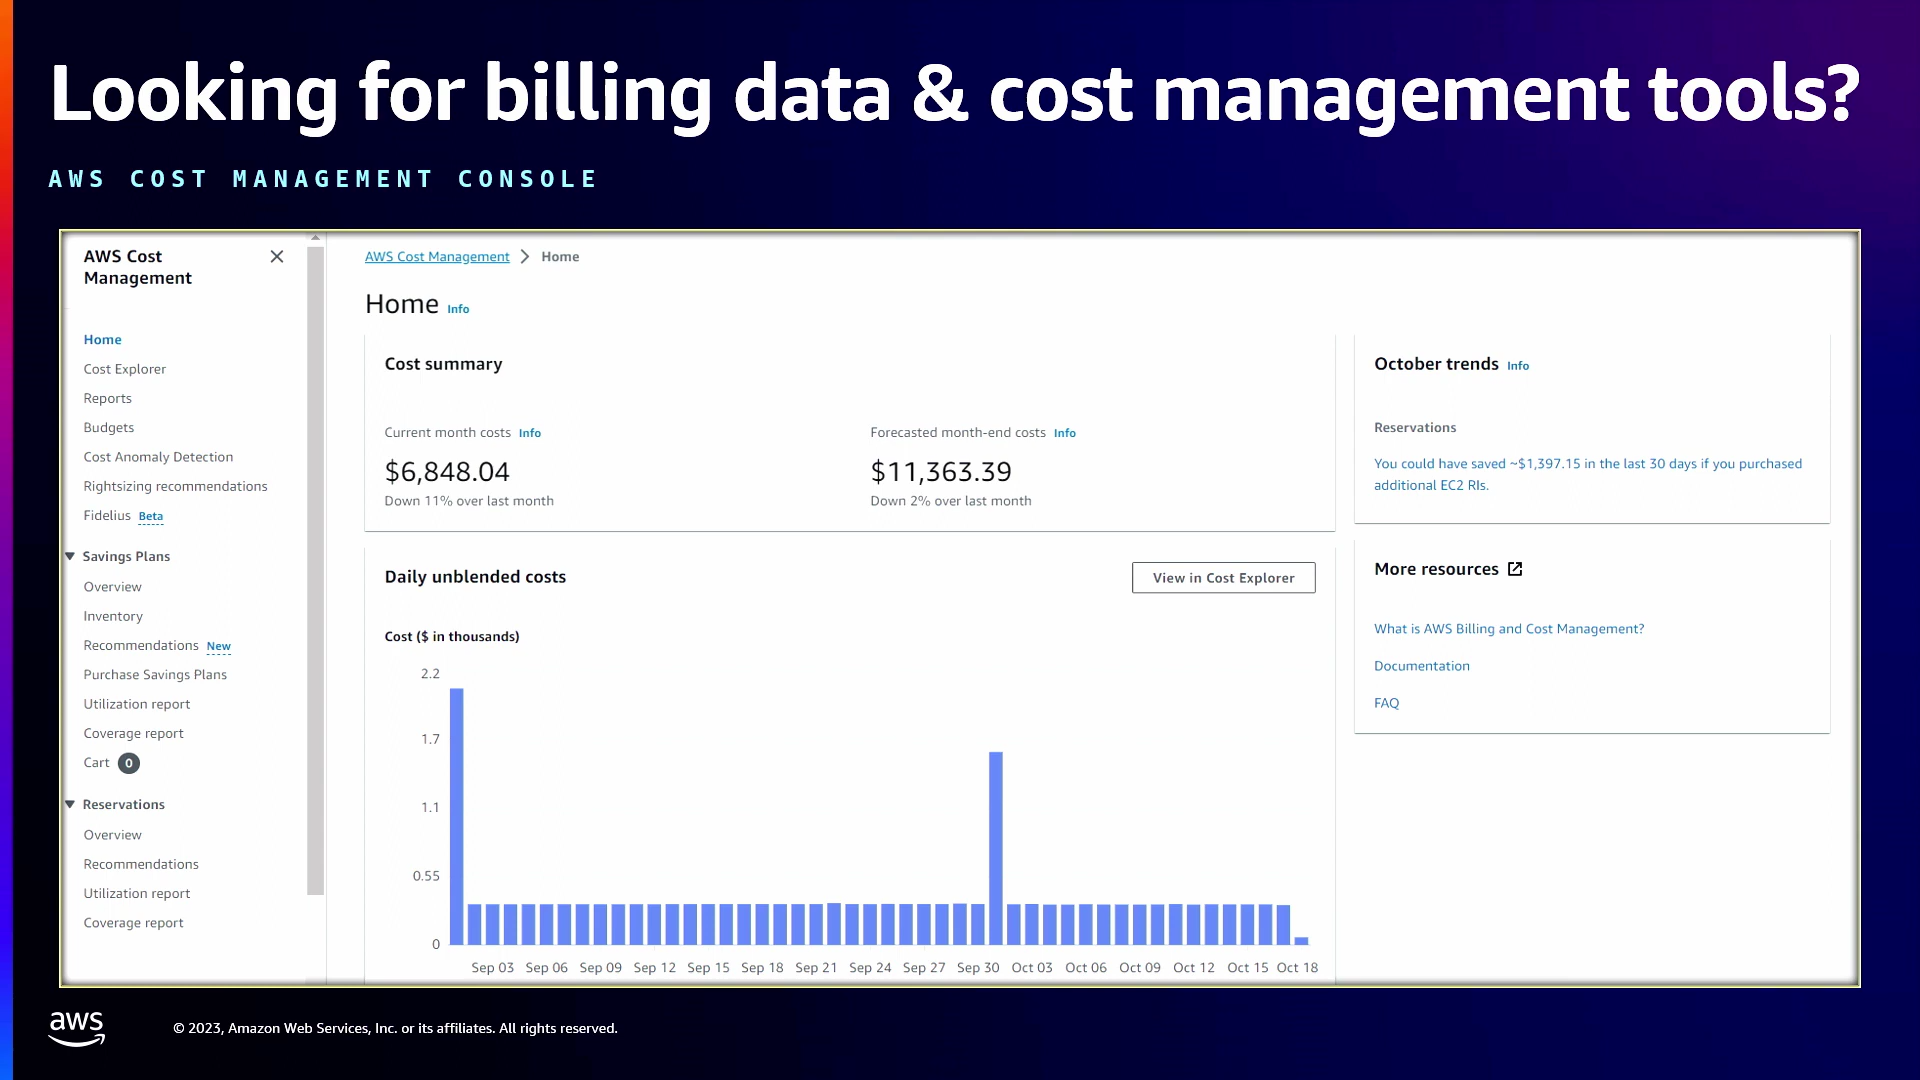 Looking for billing data & cost management tools?
AWS COST MANAGEMENT CONSOLE
AWS Cost
Management
Home
Cost Explorer
Reports
Budgets
Cost Anomaly Detection
Rightsizing recommendations
Fidelius Beta
Savings Plans
Overview
Inventory
Recommendations New
Purchase Savings Plans
Utilization report
Coverage report
Cart 0
Reservations
Overview
Recommendations
Utilization report
Coverage report
AWS Cost Management > Home
Home Info
Cost summary
Current month costs Info
$6,848.04
Down 11% over last month
Forecasted month-end costs Info
$11,363.39
Down 2% over last month
Daily unblended costs
View in Cost Explorer
Cost ($ in thousands)
2.2
1.7
1.1
0.55
0
Sep 03 Sep 06 Sep 09 Sep 12 Sep 15 Sep 18 Sep 21 Sep 24 Sep 27 Sep 30 Oct 03 Oct 06 Oct 09 Oct 12 Oct 15 Oct 18
October trends Info
Reservations
You could have saved ~$1,397.15 in the last 30 days if you purchased
additional EC2 RIs.
More resources
What is AWS Billing and Cost Management?
Documentation
FAQ
aws
© 2023, Amazon Web Services, Inc. or its affiliates. All rights reserved.